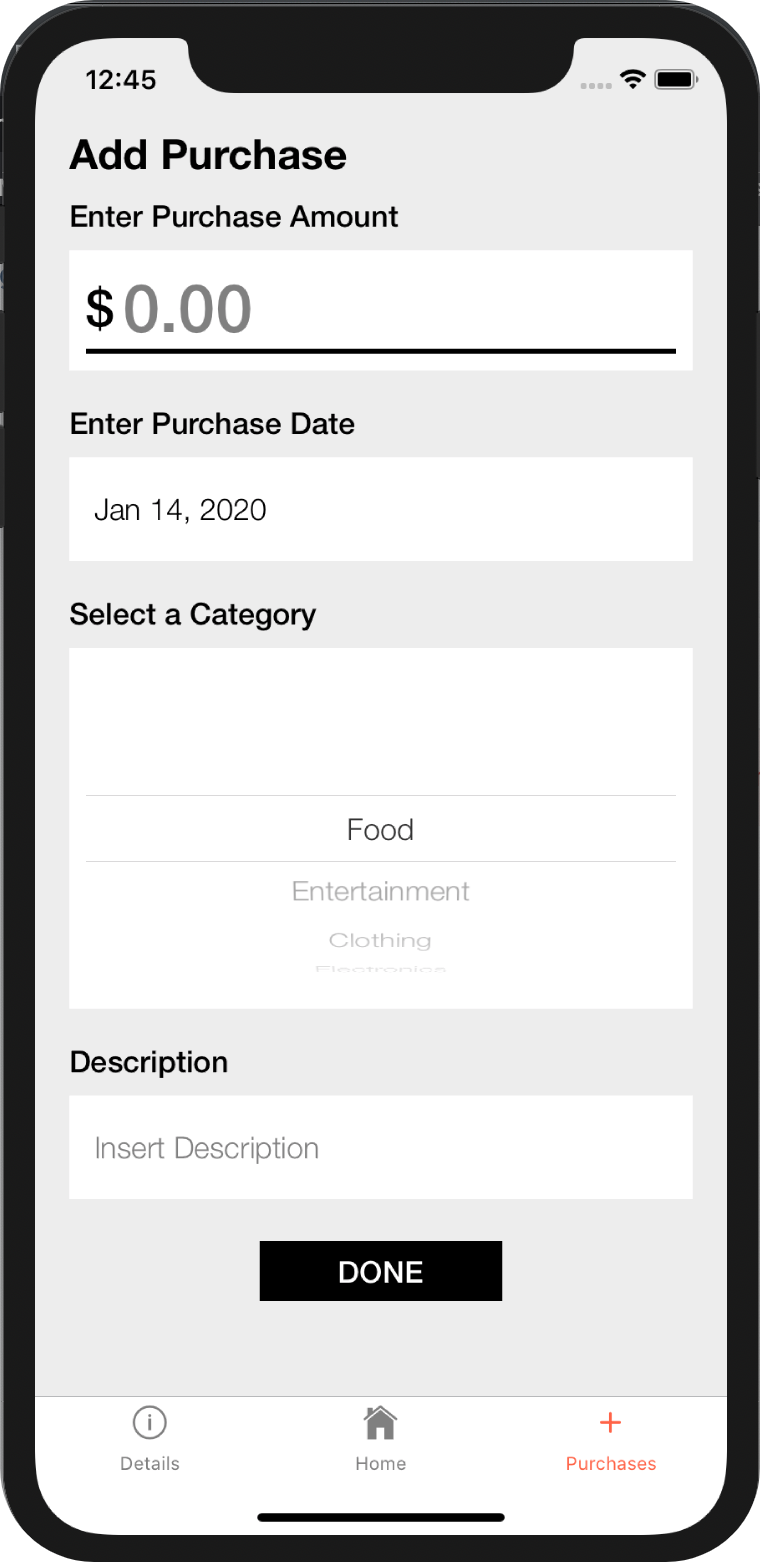 12:45
Add Purchase
Enter Purchase Amount
$ 0.00
Enter Purchase Date
Jan 14, 2020
Select a Category
Food
Entertainment
Clothing
Electronics
Description
Insert Description
DONE
Details
Home
Purchases